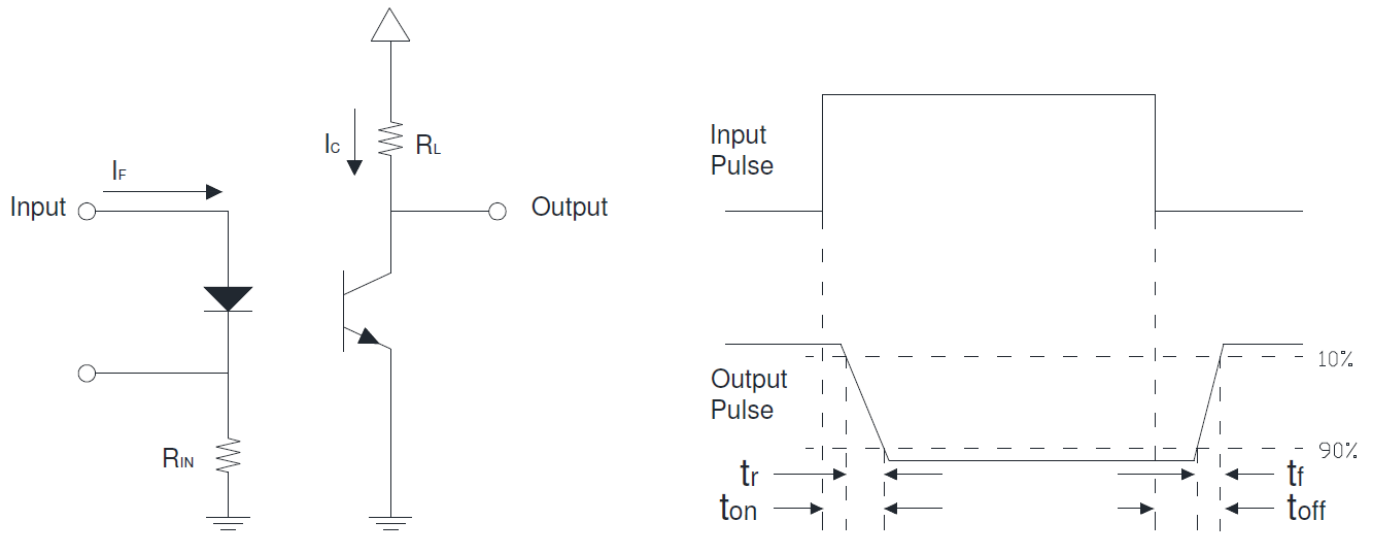 IF
Input
IC
RL
Output
RIN
Input
Pulse
Output
Pulse
10%
90%
tr
tf
ton
toff